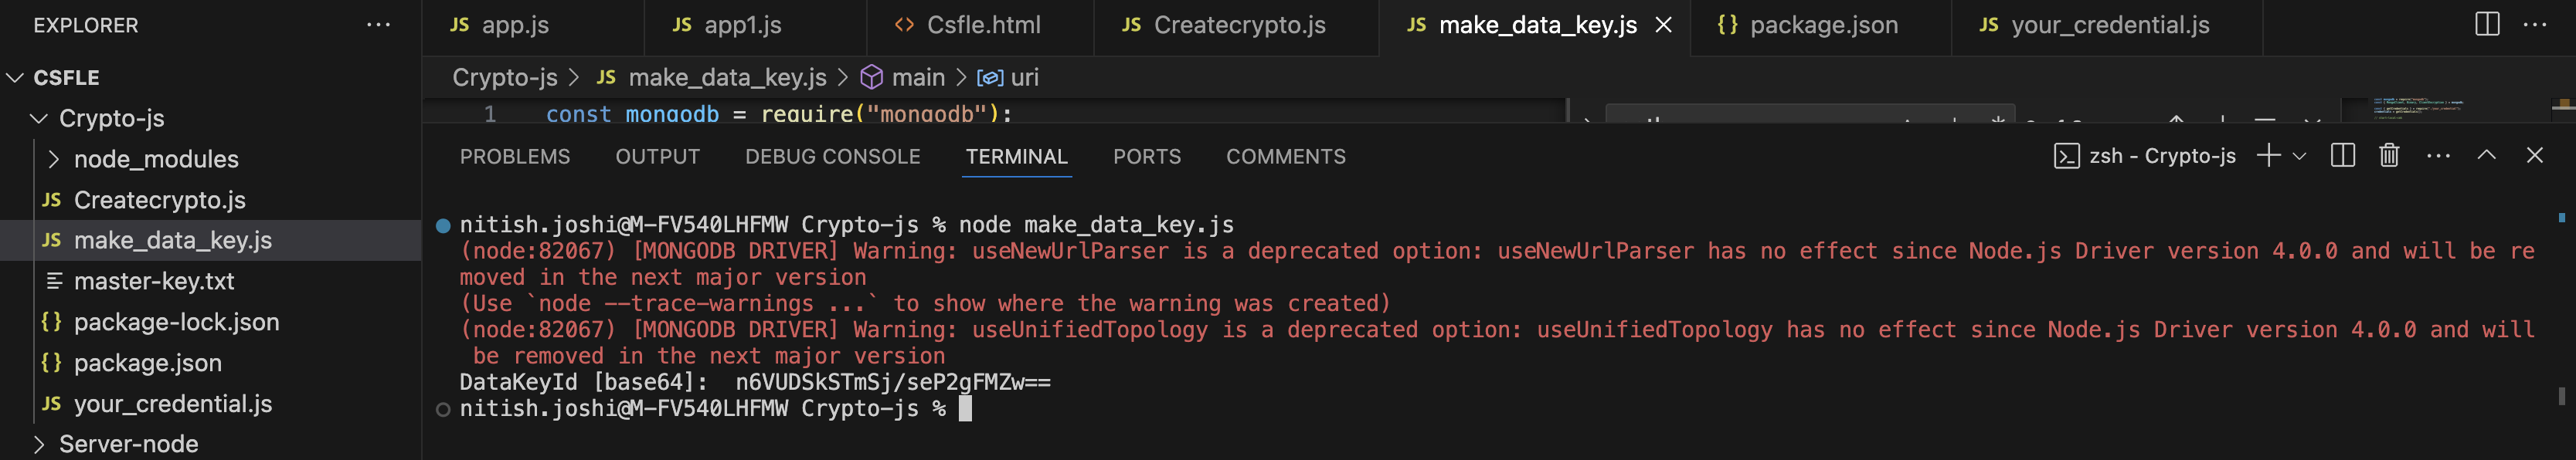 EXPLORER
CSFLE
Crypto-js
node_modules
JS Createcrypto.js
JS make_data_key.js
master-key.txt
{} package-lock.json
{} package.json
JS your_credential.js
Server-node
JS app.js JS app1.js <> Csfle.html JS Createcrypto.js JS make_data_key.js {} package.json JS your_credential.js
Crypto-js > JS make_data_key.js > main > uri
1 const mongodb = require("mongodb");
PROBLEMS OUTPUT DEBUG CONSOLE TERMINAL PORTS COMMENTS zsh - Crypto-js
nitish.joshi@M-FV540LHFMW Crypto-js % node make_data_key.js
(node:82067) [MONGODB DRIVER] Warning: useNewUrlParser is a deprecated option: useNewUrlParser has no effect since Node.js Driver version 4.0.0 and will be re
moved in the next major version
(Use `node --trace-warnings ...` to show where the warning was created)
(node:82067) [MONGODB DRIVER] Warning: useUnifiedTopology is a deprecated option: useUnifiedTopology has no effect since Node.js Driver version 4.0.0 and will
be removed in the next major version
DataKeyId [base64]: n6VUDSkSTmSj/seP2gFMZw==
nitish.joshi@M-FV540LHFMW Crypto-js %